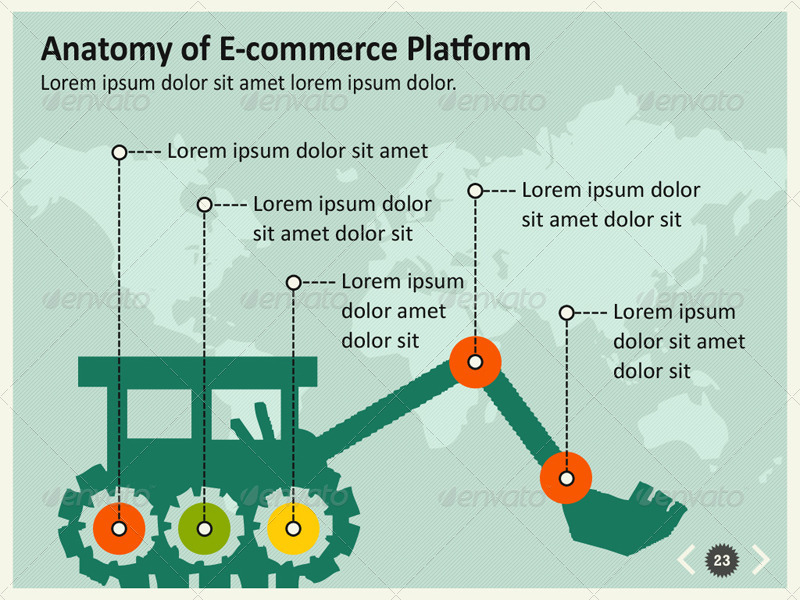 Anatomy of E-commerce Platform
Lorem ipsum dolor sit amet lorem ipsum dolor.
envato envato envato envato
Lorem ipsum dolor sit amet
Lorem ipsum dolor
sit amet dolor sit
Lorem ipsum dolor
sit amet dolor sit
Lorem ipsum
dolor amet
dolor sit
envato envato envato envato
Lorem ipsum
dolor sit amet
dolor sit
envato envato envato envato
23